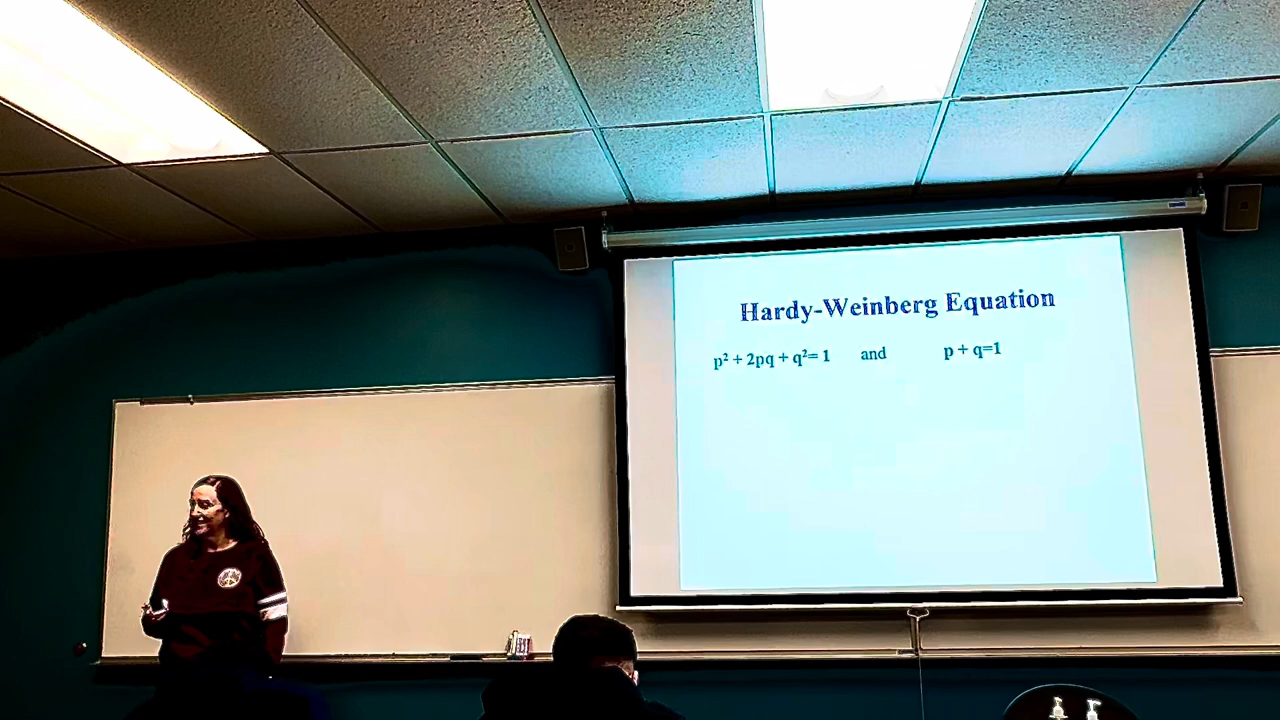 Hardy-Weinberg Equation
p² + 2pq + q²= 1 and p + q=1